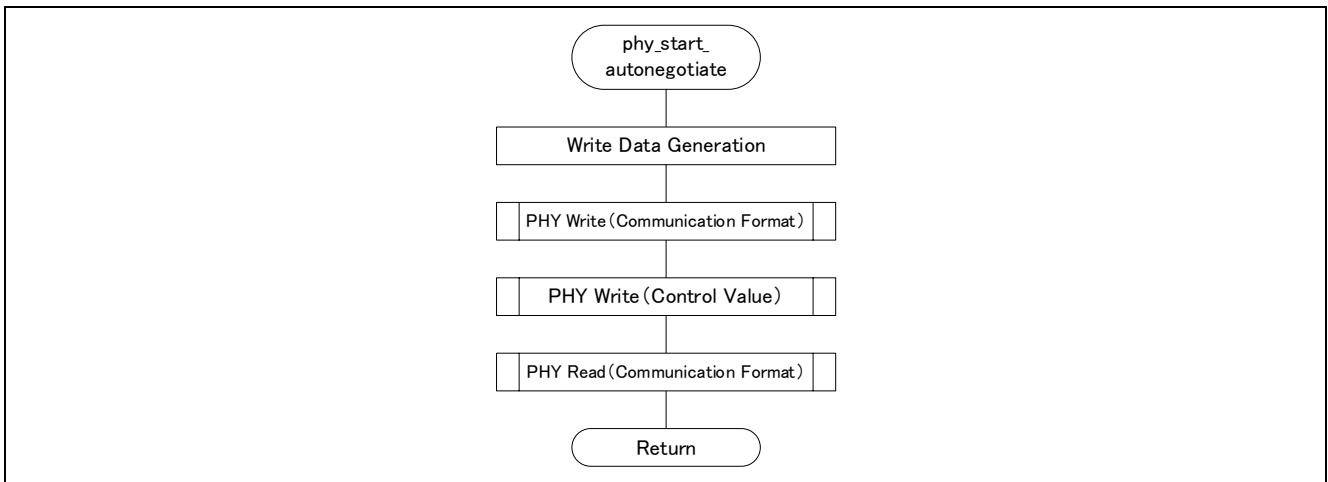 phy_start_
autonegotiate
Write Data Generation
PHY Write(Communication Format)
PHY Write(Control Value)
PHY Read(Communication Format)
Return